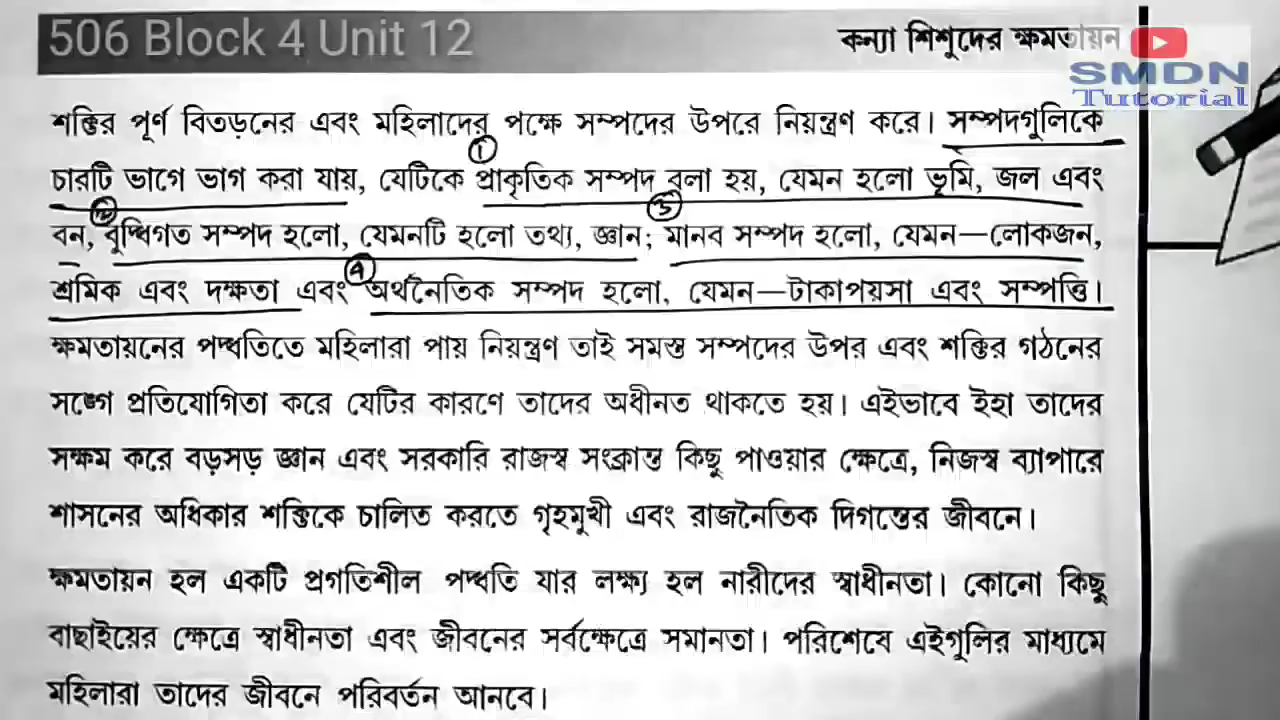 506 Block 4 Unit 12
কন্যা শিশুদের ক্ষমতায়ন
SMDN
Tutorial
শক্তির পূর্ণ বিতড়নের এবং মহিলাদের পক্ষে সম্পদের উপরে নিয়ন্ত্রণ করে। সম্পদগুলিকে
1
চারটি ভাগে ভাগ করা যায়, যেটিকে প্রাকৃতিক সম্পদ বলা হয়, যেমন হলো ভূমি, জল এবং
3
বন, বুদ্ধিগত সম্পদ হলো, যেমনটি হলো তথ্য, জ্ঞান; মানব সম্পদ হলো, যেমন—লোকজন,
4
শ্রমিক এবং দক্ষতা এবং অর্থনৈতিক সম্পদ হলো, যেমন—টাকাপয়সা এবং সম্পত্তি।
ক্ষমতায়নের পদ্ধতিতে মহিলারা পায় নিয়ন্ত্রণ তাই সমস্ত সম্পদের উপর এবং শক্তির গঠনের
সঙ্গে প্রতিযোগিতা করে যেটির কারণে তাদের অধীনত থাকতে হয়। এইভাবে ইহা তাদের
সক্ষম করে বড়সড় জ্ঞান এবং সরকারি রাজস্ব সংক্রান্ত কিছু পাওয়ার ক্ষেত্রে, নিজস্ব ব্যাপারে
শাসনের অধিকার শক্তিকে চালিত করতে গৃহমুখী এবং রাজনৈতিক দিগন্তের জীবনে।
ক্ষমতায়ন হল একটি প্রগতিশীল পদ্ধতি যার লক্ষ্য হল নারীদের স্বাধীনতা। কোনো কিছু
বাছাইয়ের ক্ষেত্রে স্বাধীনতা এবং জীবনের সর্বক্ষেত্রে সমানতা। পরিশেষে এইগুলির মাধ্যমে
মহিলারা তাদের জীবনে পরিবর্তন আনবে।